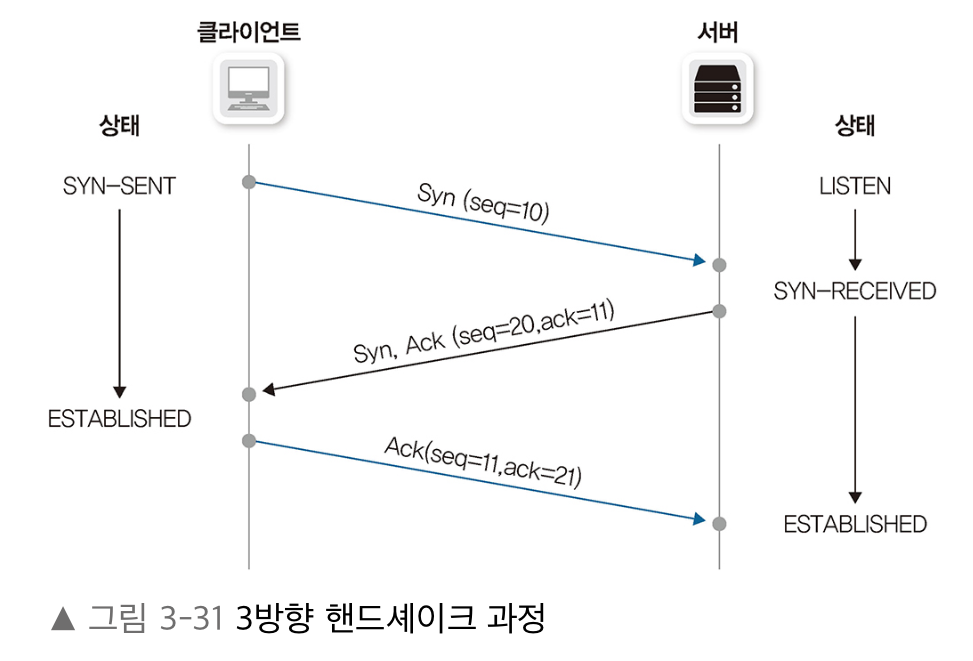 클라이언트
서버
상태
상태
SYN-SENT
LISTEN
Syn (seq=10)
SYN-RECEIVED
Syn, Ack (seq=20,ack=11)
ESTABLISHED
Ack(seq=11,ack=21)
ESTABLISHED
▲ 그림 3-31 3방향 핸드셰이크 과정